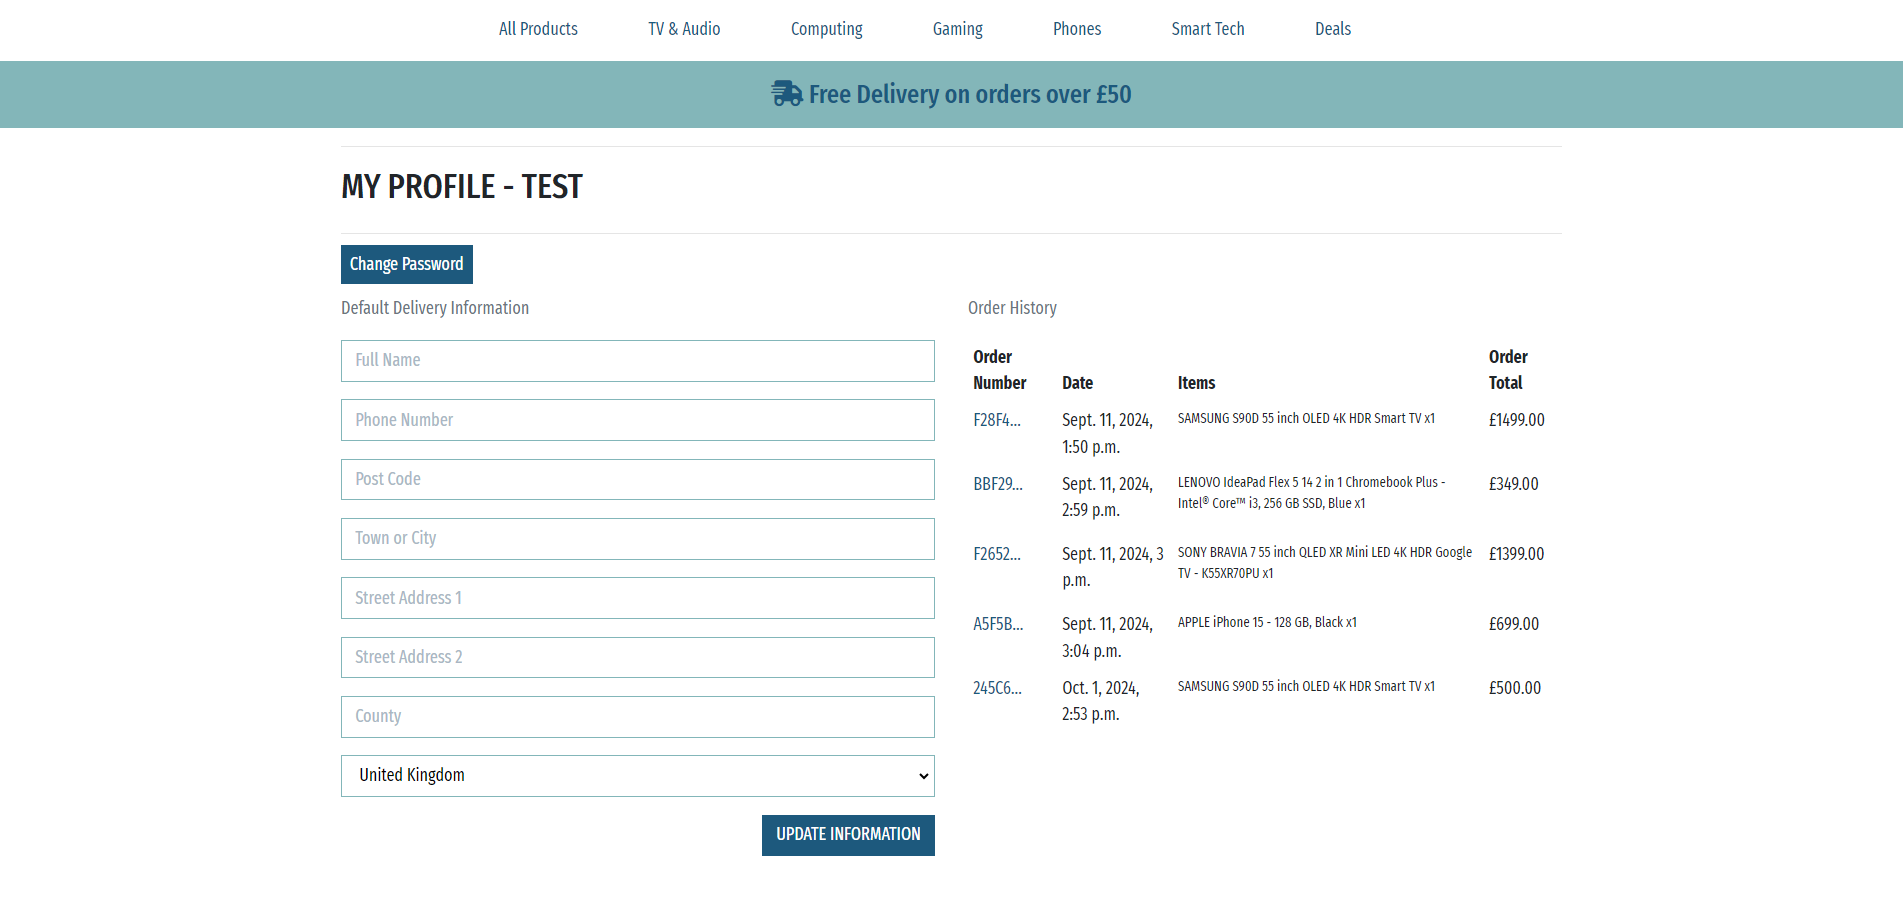 All Products TV & Audio Computing Gaming Phones Smart Tech Deals
Free Delivery on orders over £50
MY PROFILE - TEST
Change Password
Default Delivery Information
Full Name
Phone Number
Post Code
Town or City
Street Address 1
Street Address 2
County
United Kingdom
UPDATE INFORMATION
Order History
Order
Number Date Items Order
Total
F28F4... Sept. 11, 2024, SAMSUNG S90D 55 inch OLED 4K HDR Smart TV x1 £1499.00
1:50 p.m.
BBF29... Sept. 11, 2024, LENOVO IdeaPad Flex 5 14 2 in 1 Chromebook Plus - £349.00
2:59 p.m. Intel® Core™ i3, 256 GB SSD, Blue x1
F2652... Sept. 11, 2024, 3 SONY BRAVIA 7 55 inch QLED XR Mini LED 4K HDR Google £1399.00
p.m. TV - K55XR70PU x1
A5F5B... Sept. 11, 2024, APPLE iPhone 15 - 128 GB, Black x1 £699.00
3:04 p.m.
245C6... Oct. 1, 2024, SAMSUNG S90D 55 inch OLED 4K HDR Smart TV x1 £500.00
2:53 p.m.